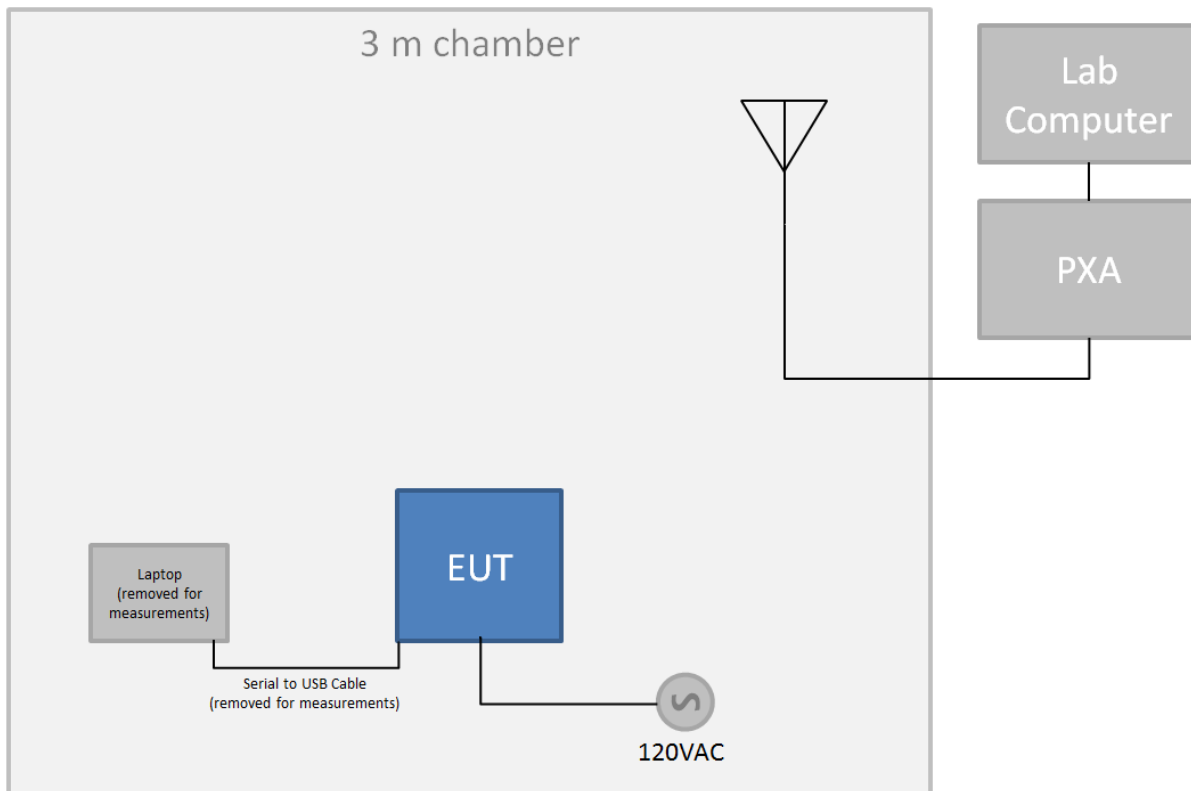 3 m chamber
Lab
Computer
PXA
EUT
Laptop
(removed for
measurements)
Serial to USB Cable
(removed for measurements)
120VAC